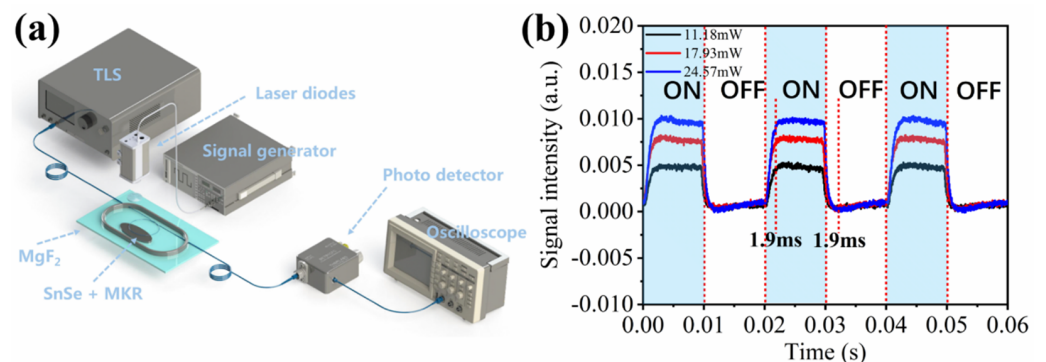 (a)
TLS
Laser diodes
Signal generator
Photo detector
Oscilloscope
MgF₂
SnSe + MKR
(b)
Signal intensity (a.u.)
0.020
0.015
0.010
0.005
0.000
-0.005
-0.010
11.18mW
17.93mW
24.57mW
ON OFF ON OFF ON OFF
1.9ms 1.9ms
0.00 0.01 0.02 0.03 0.04 0.05 0.06
Time (s)